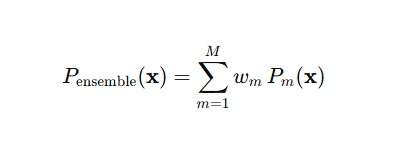 P_ensemble(x) = ∑_{m=1}^{M} w_m P_m(x)